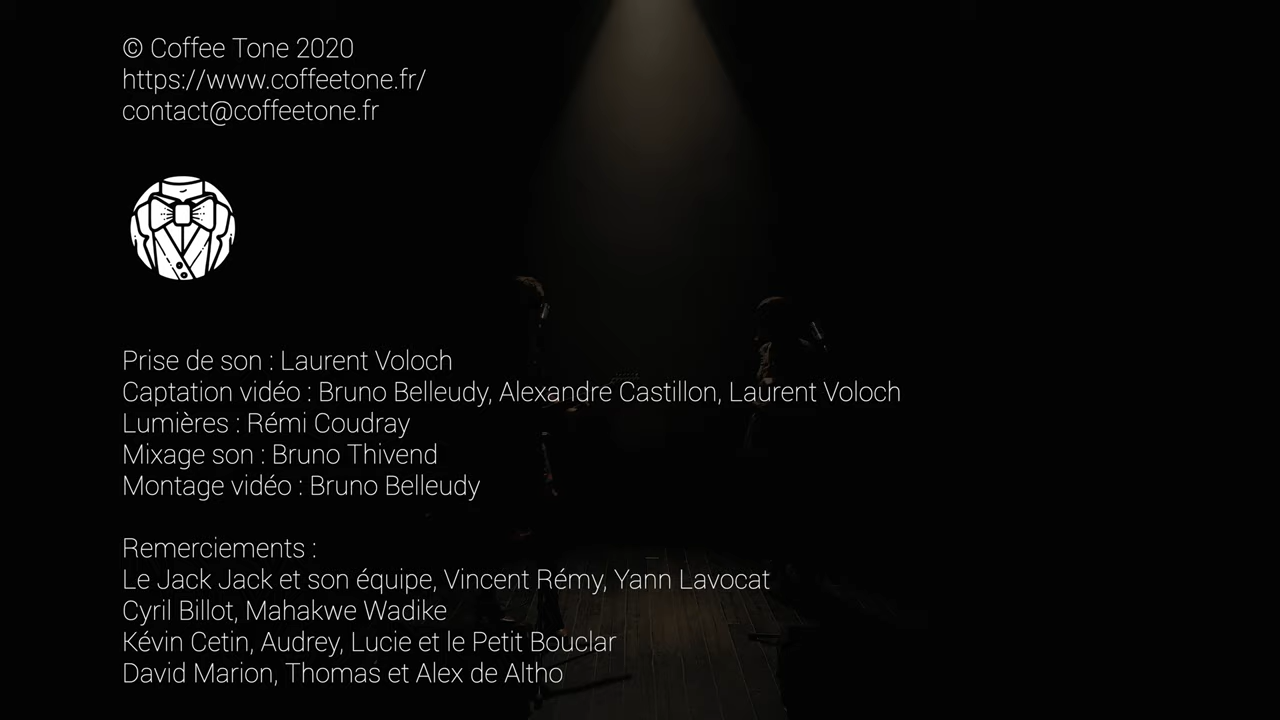 © Coffee Tone 2020
https://www.coffeetone.fr/
contact@coffeetone.fr
Prise de son : Laurent Voloch
Captation vidéo : Bruno Belleudy, Alexandre Castillon, Laurent Voloch
Lumières : Rémi Coudray
Mixage son : Bruno Thivend
Montage vidéo : Bruno Belleudy
Remerciements :
Le Jack Jack et son équipe, Vincent Rémy, Yann Lavocat
Cyril Billot, Mahakwe Wadike
Kévin Cetin, Audrey, Lucie et le Petit Bouclar
David Marion, Thomas et Alex de Altho